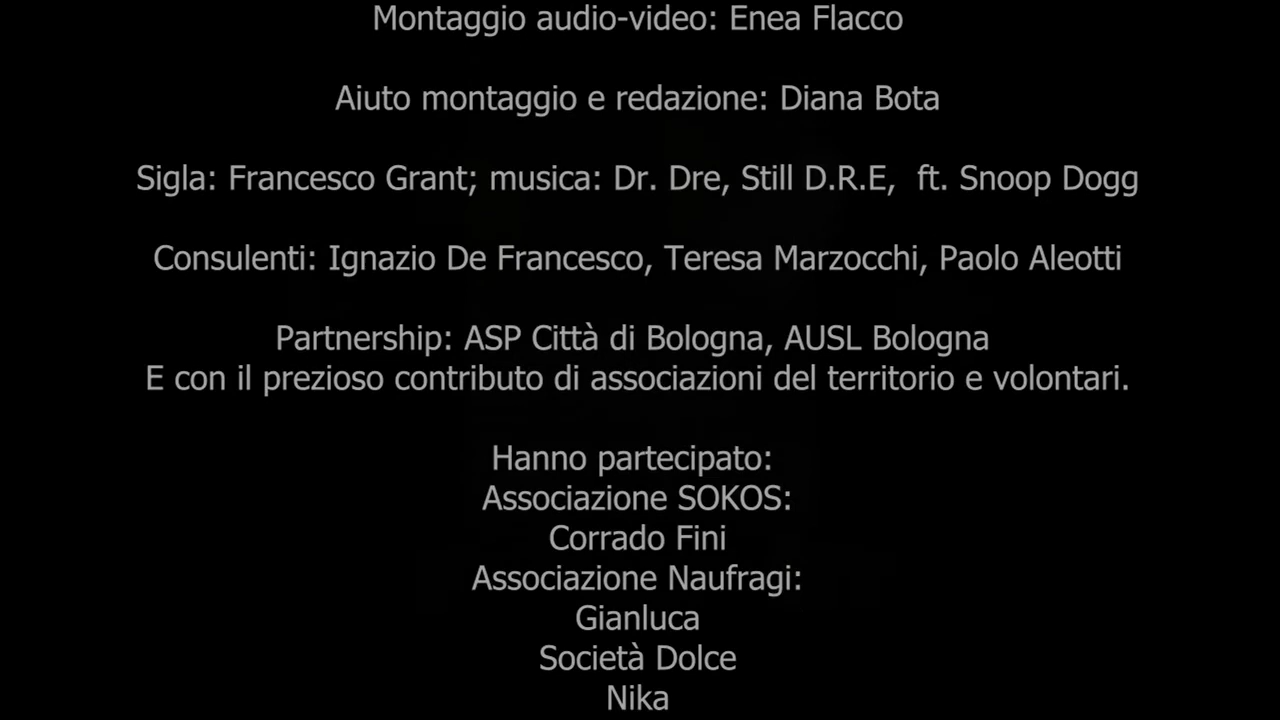 Montaggio audio-video: Enea Flacco
Aiuto montaggio e redazione: Diana Bota
Sigla: Francesco Grant; musica: Dr. Dre, Still D.R.E,  ft. Snoop Dogg
Consulenti: Ignazio De Francesco, Teresa Marzocchi, Paolo Aleotti
Partnership: ASP Città di Bologna, AUSL Bologna
E con il prezioso contributo di associazioni del territorio e volontari.
Hanno partecipato:
Associazione SOKOS:
Corrado Fini
Associazione Naufragi:
Gianluca
Società Dolce
Nika